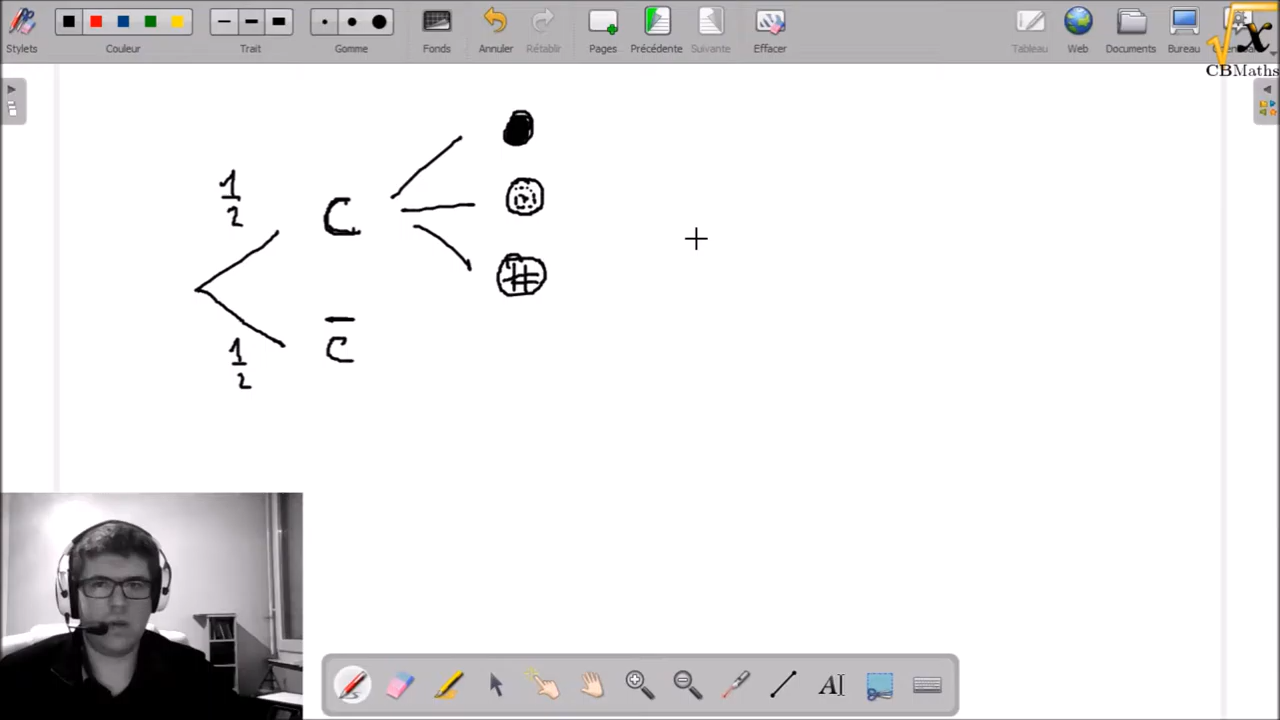 Stylets Couleur Trait Gomme Fonds Annuler Rétablir Pages Précédente Suivante Effacer Tableau Web Documents Bureau
√x
CBMaths
1/2 C
1/2 C̅
AI